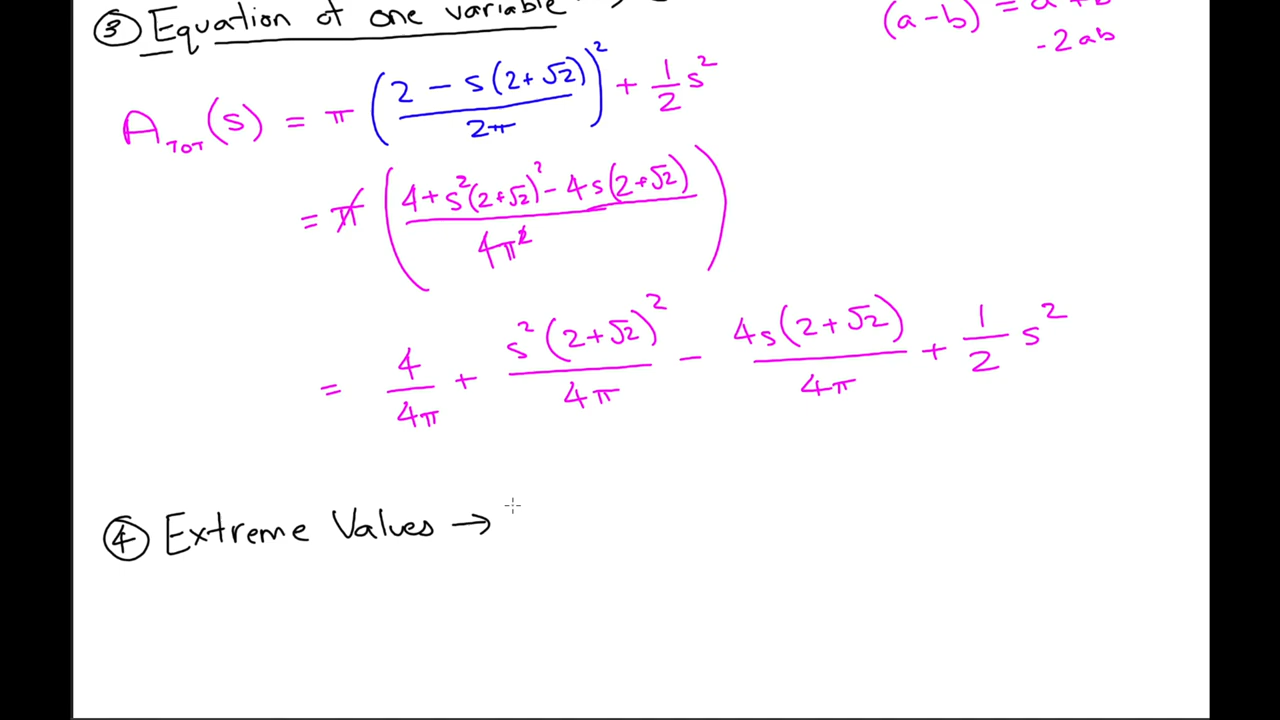 ③ Equation of one variable
(a-b) = a + b
-2ab
A_TOT(s) = π ((2 - s(2+√2))/2π)² + 1/2 s²
= π ((4 + s²(2+√2)² - 4s(2+√2))/4π²)
= 4/4π + s²(2+√2)²/4π - 4s(2+√2)/4π + 1/2 s²
④ Extreme Values →